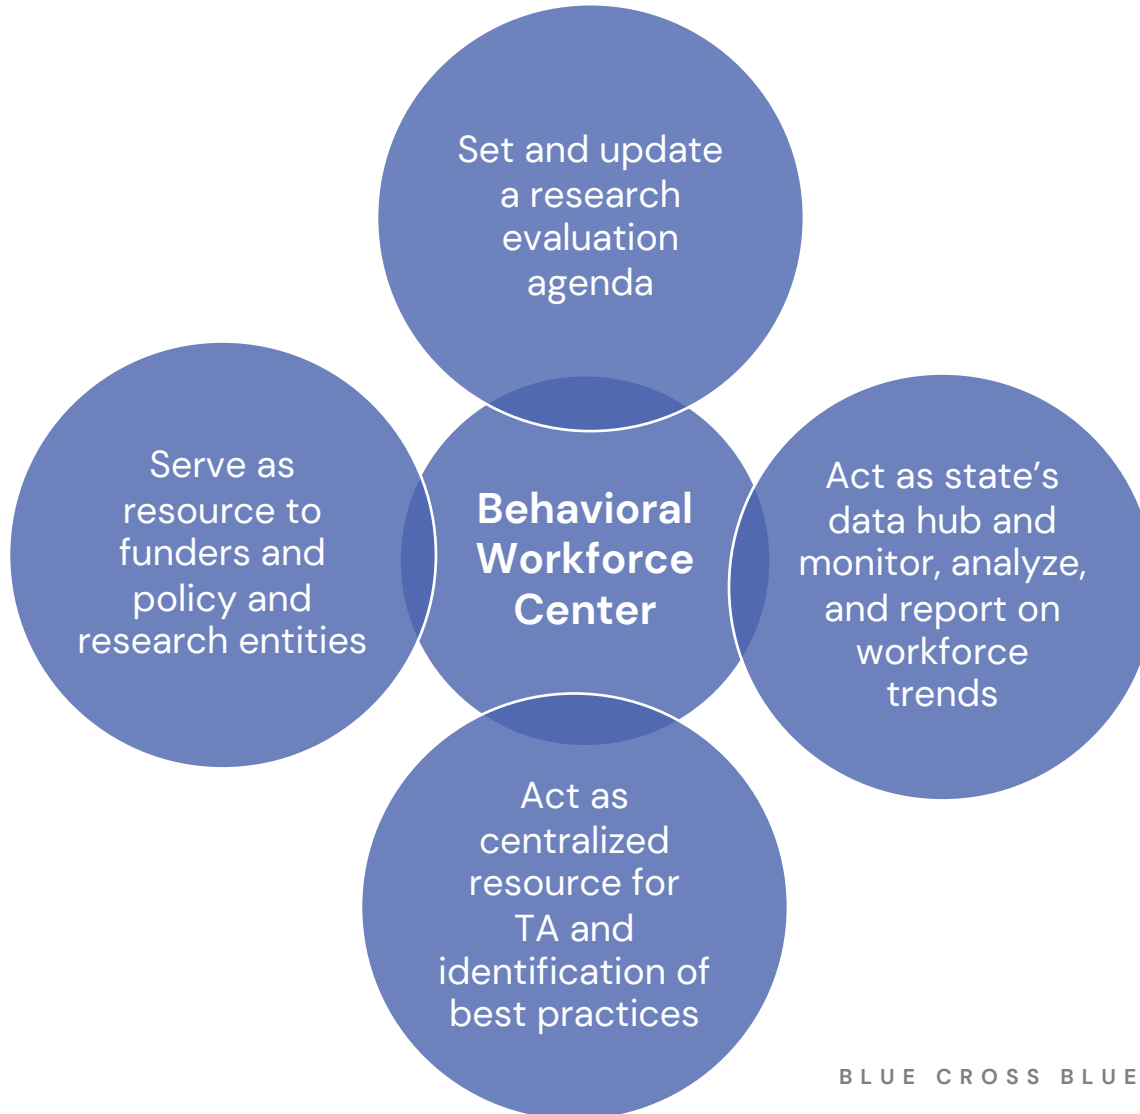 Set and update
a research
evaluation
agenda
Serve as
resource to
funders and
policy and
research entities
Behavioral
Workforce
Center
Act as state’s
data hub and
monitor, analyze,
and report on
workforce
trends
Act as
centralized
resource for
TA and
identification of
best practices
BLUE CROSS BLUE